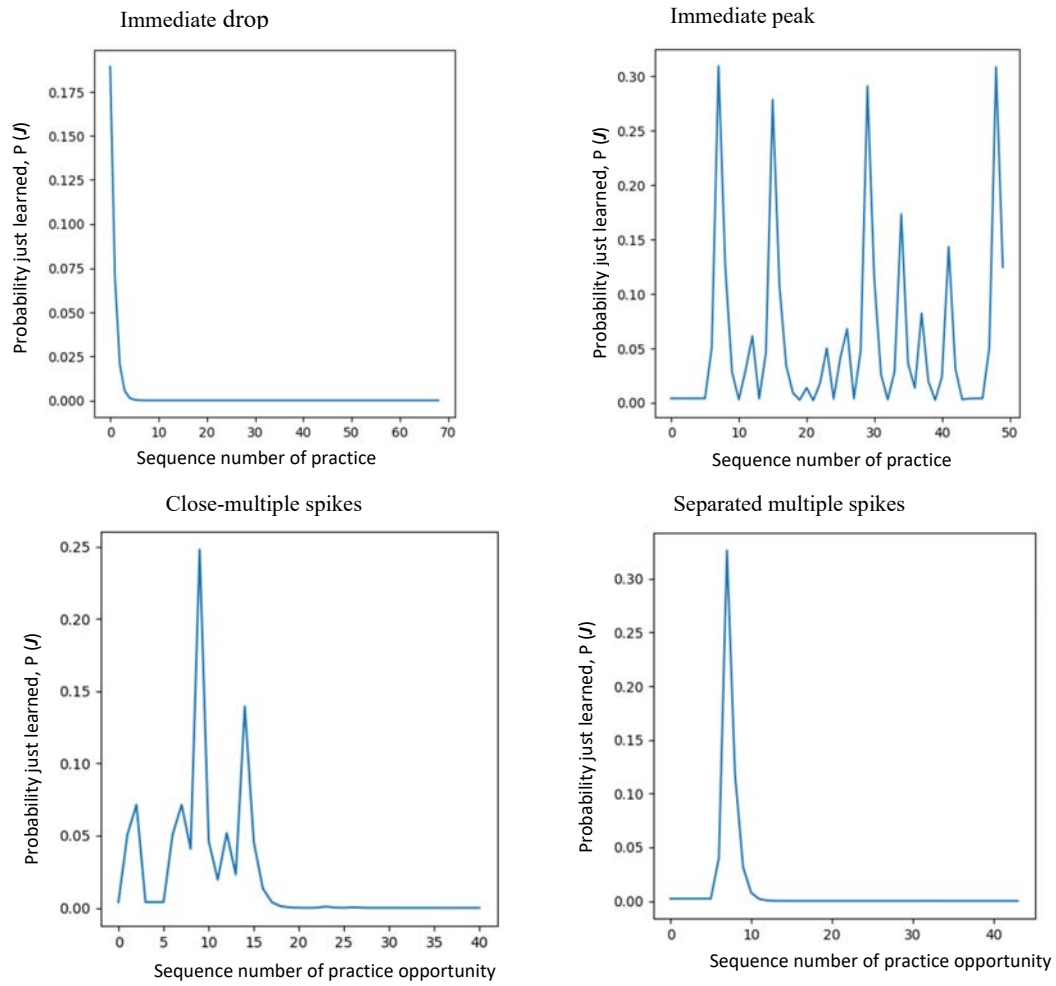 Immediate drop
Probability just learned, P (J)
0.175
0.150
0.125
0.100
0.075
0.050
0.025
0.000
0 10 20 30 40 50 60 70
Sequence number of practice
Immediate peak
Probability just learned, P (J)
0.30
0.25
0.20
0.15
0.10
0.05
0.00
0 10 20 30 40 50
Sequence number of practice
Close-multiple spikes
Probability just learned, P (J)
0.25
0.20
0.15
0.10
0.05
0.00
0 5 10 15 20 25 30 35 40
Sequence number of practice opportunity
Separated multiple spikes
Probability just learned, P (J)
0.30
0.25
0.20
0.15
0.10
0.05
0.00
0 10 20 30 40
Sequence number of practice opportunity